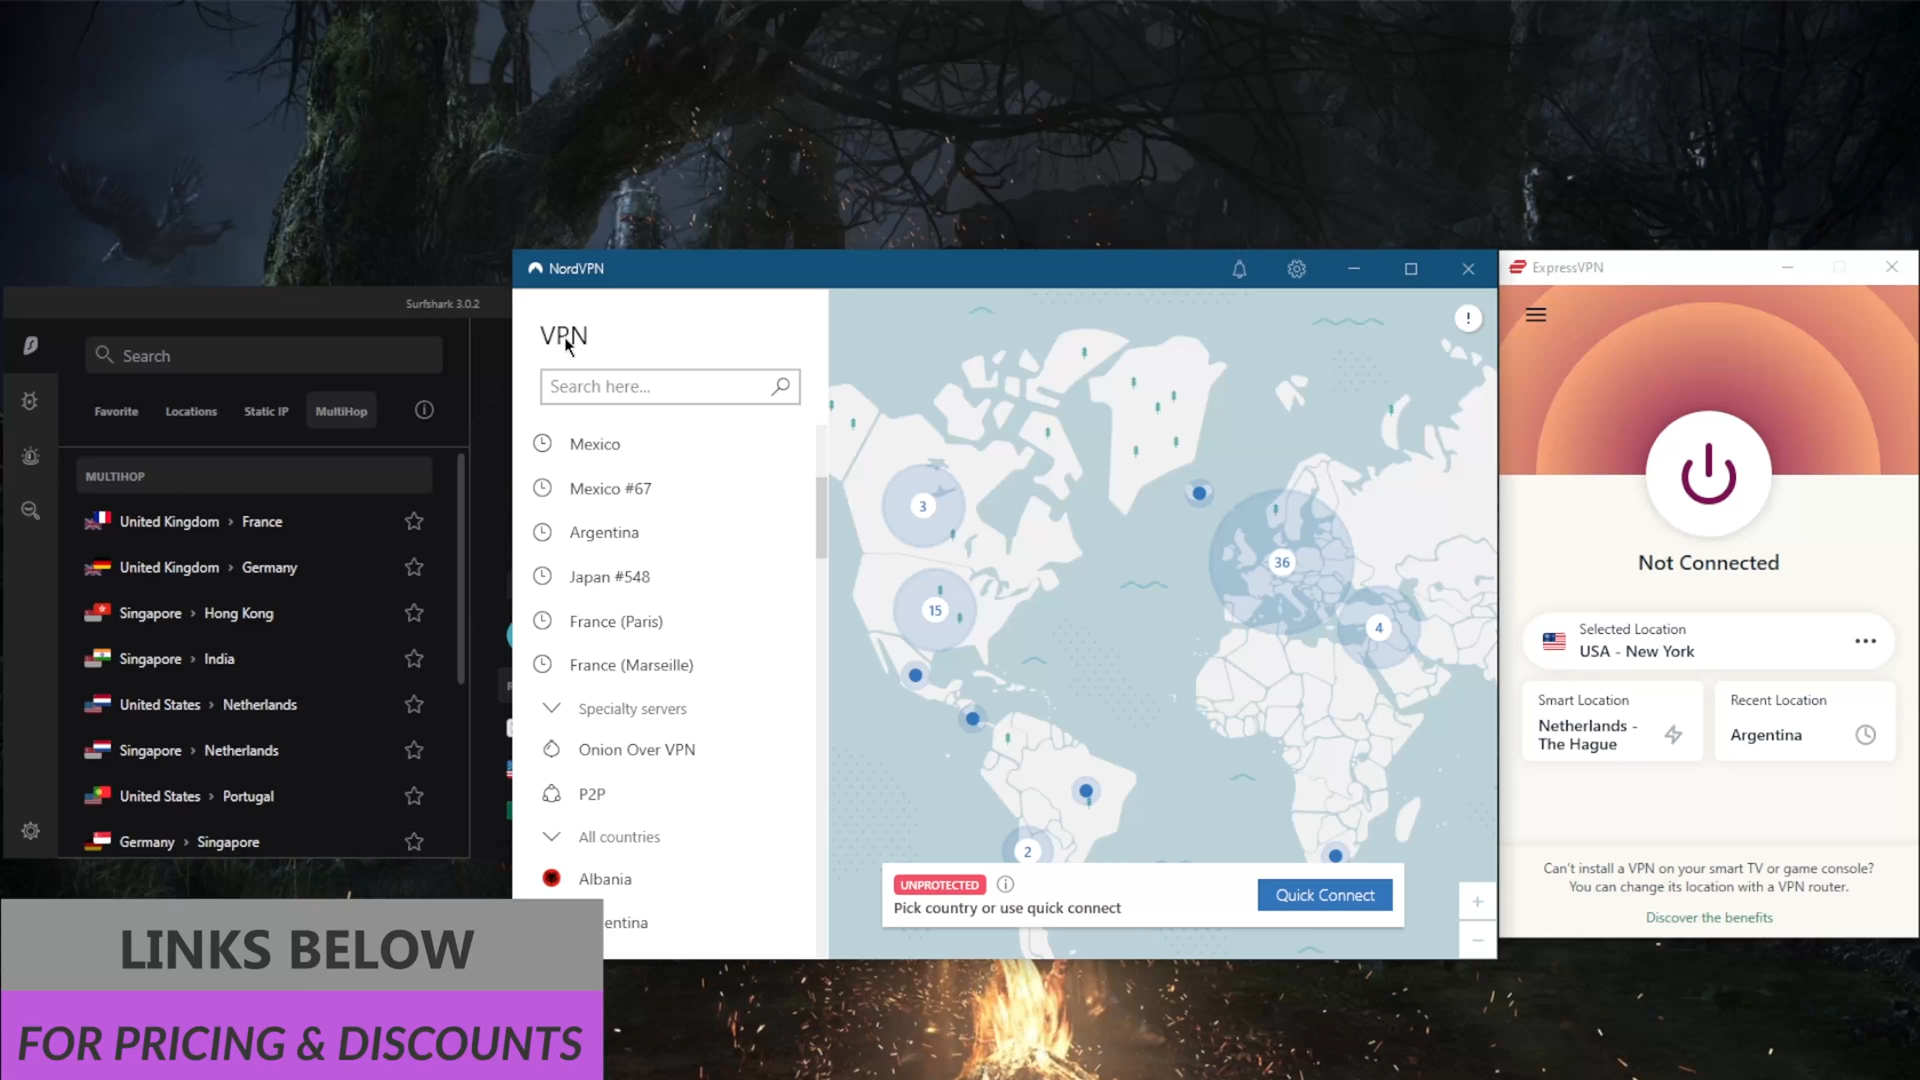 Surfshark 3.0.2
Search
Favorite
Locations
Static IP
MultiHop
MULTIHOP
United Kingdom > France
United Kingdom > Germany
Singapore > Hong Kong
Singapore > India
United States > Netherlands
Singapore > Netherlands
United States > Portugal
Germany > Singapore
NordVPN
VPN
Search here...
Mexico
Mexico #67
Argentina
Japan #548
France (Paris)
France (Marseille)
Specialty servers
Onion Over VPN
P2P
All countries
Albania
entina
3
15
36
4
2
!
UNPROTECTED
Pick country or use quick connect
Quick Connect
+
−
ExpressVPN
Not Connected
Selected Location
USA - New York
Smart Location
Netherlands -
The Hague
Recent Location
Argentina
Can't install a VPN on your smart TV or game console?
You can change its location with a VPN router.
Discover the benefits
LINKS BELOW
FOR PRICING & DISCOUNTS